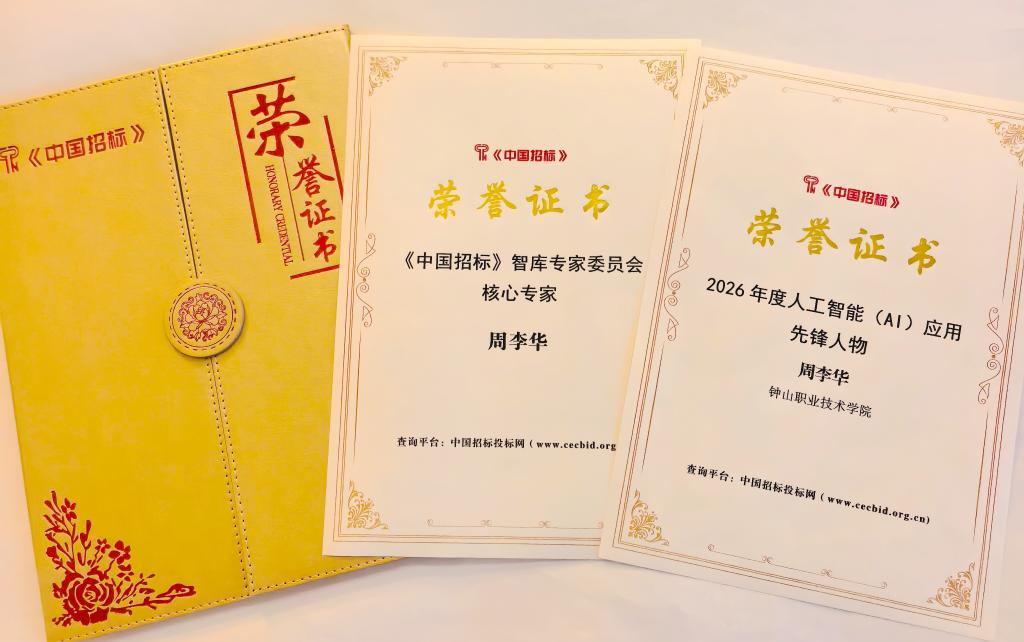 《中国招标》
荣誉证书
HONORARY CREDENTIAL
《中国招标》
荣誉证书
《中国招标》智库专家委员会
核心专家
周李华
查询平台：中国招标投标网（www.cecbid.org
《中国招标》
荣誉证书
2026 年度人工智能（AI）应用
先锋人物
周李华
钟山职业技术学院
查询平台：中国招标投标网（www.cecbid.org.cn)